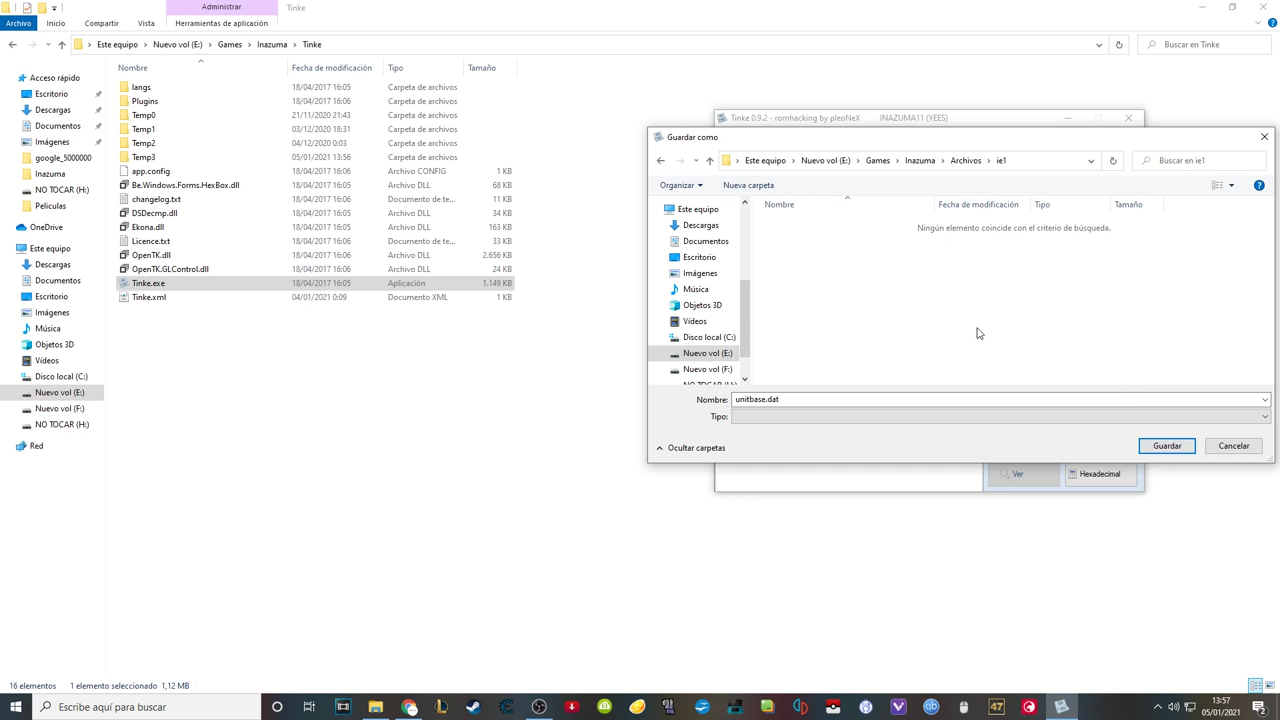 Administrar
Tinke
Archivo
Inicio
Compartir
Vista
Herramientas de aplicación
Este equipo
Nuevo vol (E:)
Games
Inazuma
Tinke
Buscar en Tinke
Acceso rápido
Escritorio
Descargas
Documentos
Imágenes
google_5000000
Inazuma
NO TOCAR (H:)
Peliculas
OneDrive
Este equipo
Descargas
Documentos
Escritorio
Imágenes
Música
Objetos 3D
Vídeos
Disco local (C:)
Nuevo vol (E:)
Nuevo vol (F:)
NO TOCAR (H:)
Red
Nombre Fecha de modificación Tipo Tamaño
langs 18/04/2017 16:05 Carpeta de archivos
Plugins 18/04/2017 16:06 Carpeta de archivos
Temp0 21/11/2020 21:43 Carpeta de archivos
Temp1 03/12/2020 18:31 Carpeta de archivos
Temp2 04/12/2020 0:03 Carpeta de archivos
Temp3 05/01/2021 13:56 Carpeta de archivos
app.config 18/04/2017 16:06 Archivo CONFIG 1 KB
Be.Windows.Forms.HexBox.dll 18/04/2017 16:05 Archivo DLL 68 KB
changelog.txt 18/04/2017 16:06 Documento de te... 11 KB
DSDecmp.dll 18/04/2017 16:05 Archivo DLL 34 KB
Ekona.dll 18/04/2017 16:05 Archivo DLL 163 KB
Licence.txt 18/04/2017 16:06 Documento de te... 33 KB
OpenTK.dll 18/04/2017 16:06 Archivo DLL 2.656 KB
OpenTK.GLControl.dll 18/04/2017 16:06 Archivo DLL 24 KB
Tinke.exe 18/04/2017 16:05 Aplicación 1.149 KB
Tinke.xml 04/01/2021 0:09 Documento XML 1 KB
Tinke 0.9.2 - romhacking by pleoNeX INAZUMA11 (YEES)
Guardar como
Este equipo
Nuevo vol (E:)
Games
Inazuma
Archivos
ie1
Buscar en ie1
Organizar
Nueva carpeta
Este equipo
Descargas
Documentos
Escritorio
Imágenes
Música
Objetos 3D
Vídeos
Disco local (C:)
Nuevo vol (E:)
Nuevo vol (F:)
NO TOCAR (H:)
Nombre Fecha de modificación Tipo Tamaño
Ningún elemento coincide con el criterio de búsqueda.
Nombre: unitbase.dat
Tipo:
Ocultar carpetas
Guardar
Cancelar
Ver
Hexadecimal
16 elementos
1 elemento seleccionado 1,12 MB
Escribe aquí para buscar
47
13:57
05/01/2021